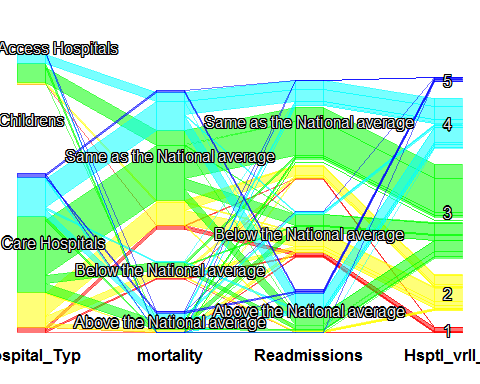 Access Hospitals
Childrens
Care Hospitals
Same as the National average
Below the National average
Above the National average
Same as the National average
Below the National average
Above the National average
5
4
3
2
1
ospital_Typ
mortality
Readmissions
Hsptl_vrll_